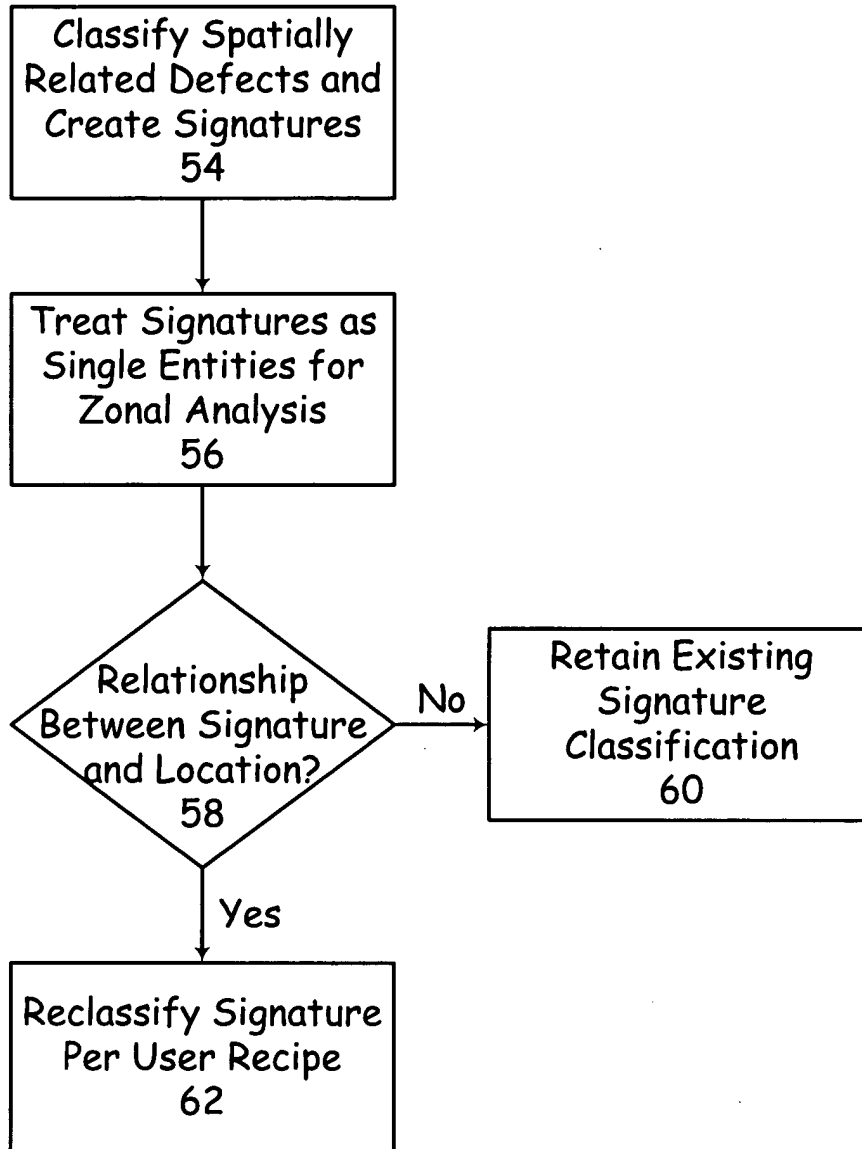 Classify Spatially
Related Defects and
Create Signatures
54
Treat Signatures as
Single Entities for
Zonal Analysis
56
Relationship
Between Signature
and Location?
58
No
Retain Existing
Signature
Classification
60
Yes
Reclassify Signature
Per User Recipe
62